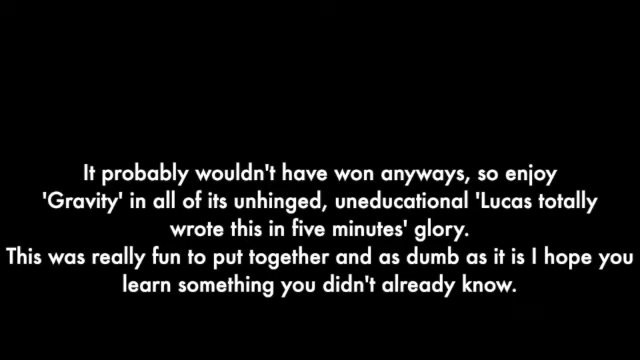 It probably wouldn't have won anyways, so enjoy
'Gravity' in all of its unhinged, uneducational 'Lucas totally
wrote this in five minutes' glory.
This was really fun to put together and as dumb as it is I hope you
learn something you didn't already know.